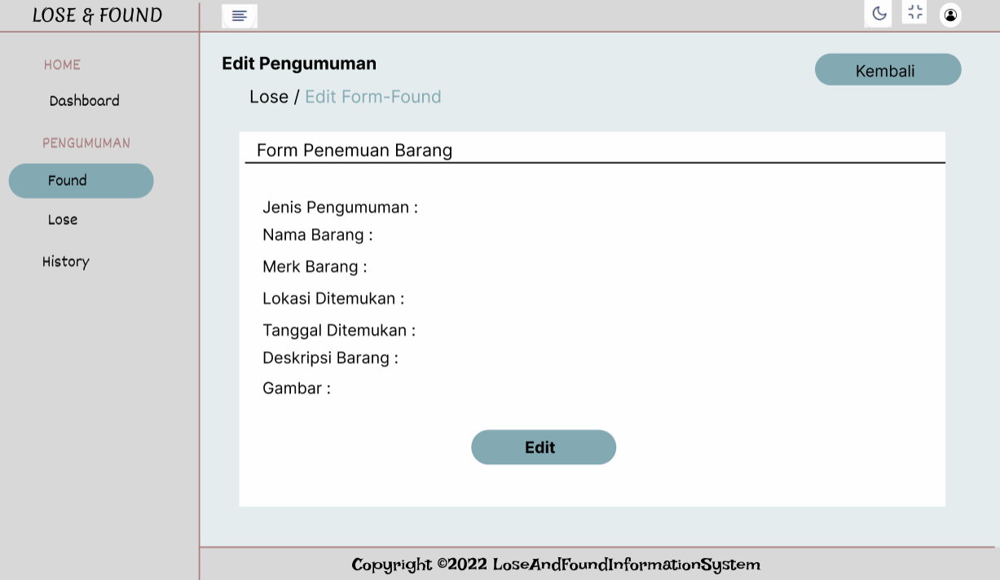 LOSE & FOUND
HOME
Dashboard
PENGUMUMAN
Found
Lose
History
Edit Pengumuman
Kembali
Lose / Edit Form-Found
Form Penemuan Barang
Jenis Pengumuman :
Nama Barang :
Merk Barang :
Lokasi Ditemukan :
Tanggal Ditemukan :
Deskripsi Barang :
Gambar :
Edit
Copyright ©2022 LoseAndFoundInformationSystem